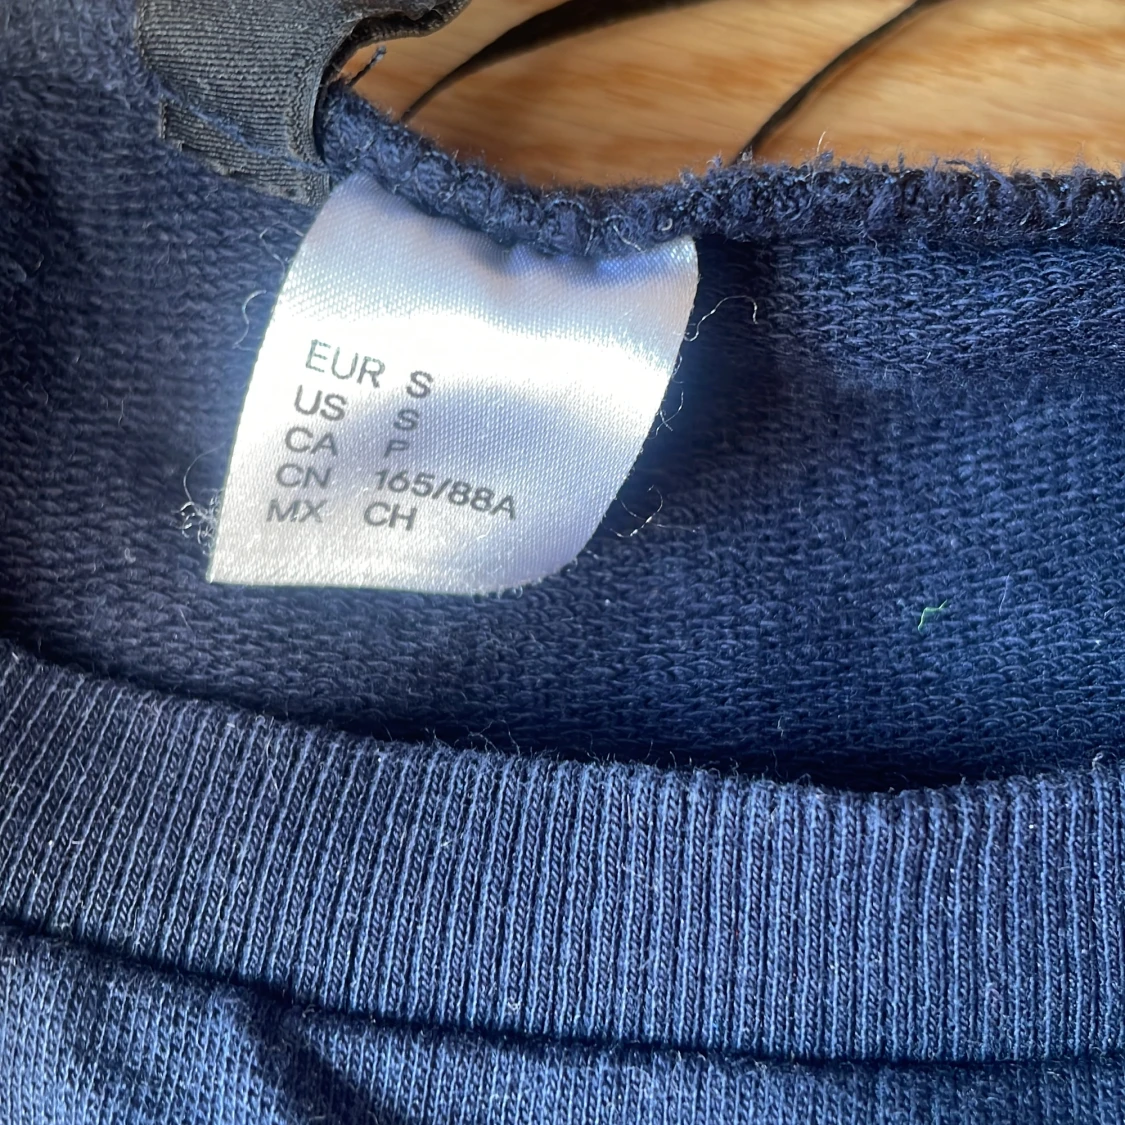 EUR S
US S
CA P
CN 165/88A
MX CH